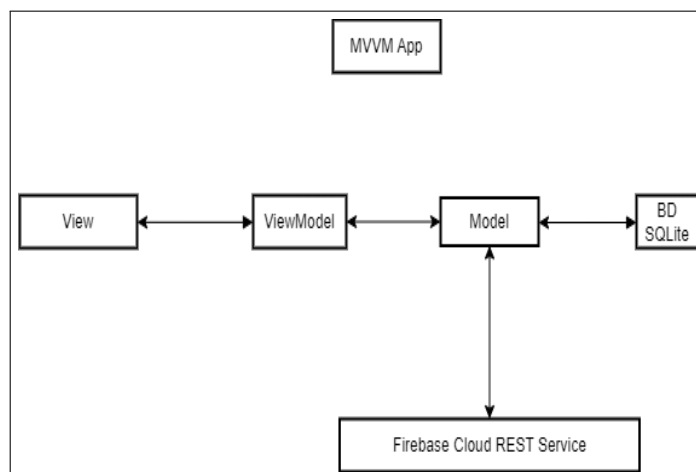 MVVM App
View
ViewModel
Model
BD
SQLite
Firebase Cloud REST Service